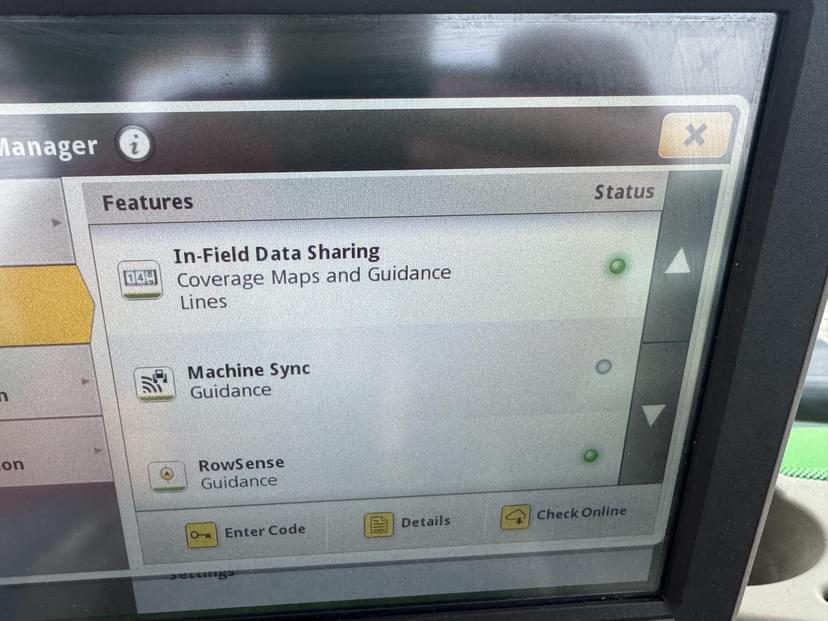 Manager
Features Status
In-Field Data Sharing
Coverage Maps and Guidance
Lines
Machine Sync
Guidance
RowSense
Guidance
n
on
Enter Code Details Check Online
Settings